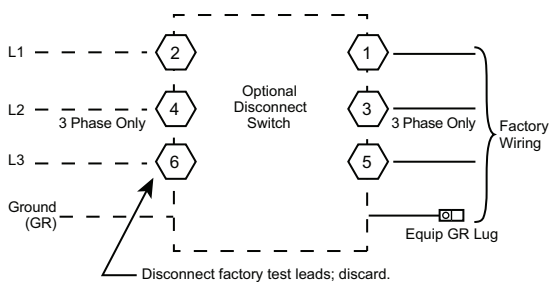 L1
2
1
L2
3 Phase Only
4
Optional
Disconnect
Switch
3
3 Phase Only
Factory
Wiring
L3
6
5
Ground
(GR)
Equip GR Lug
Disconnect factory test leads; discard.